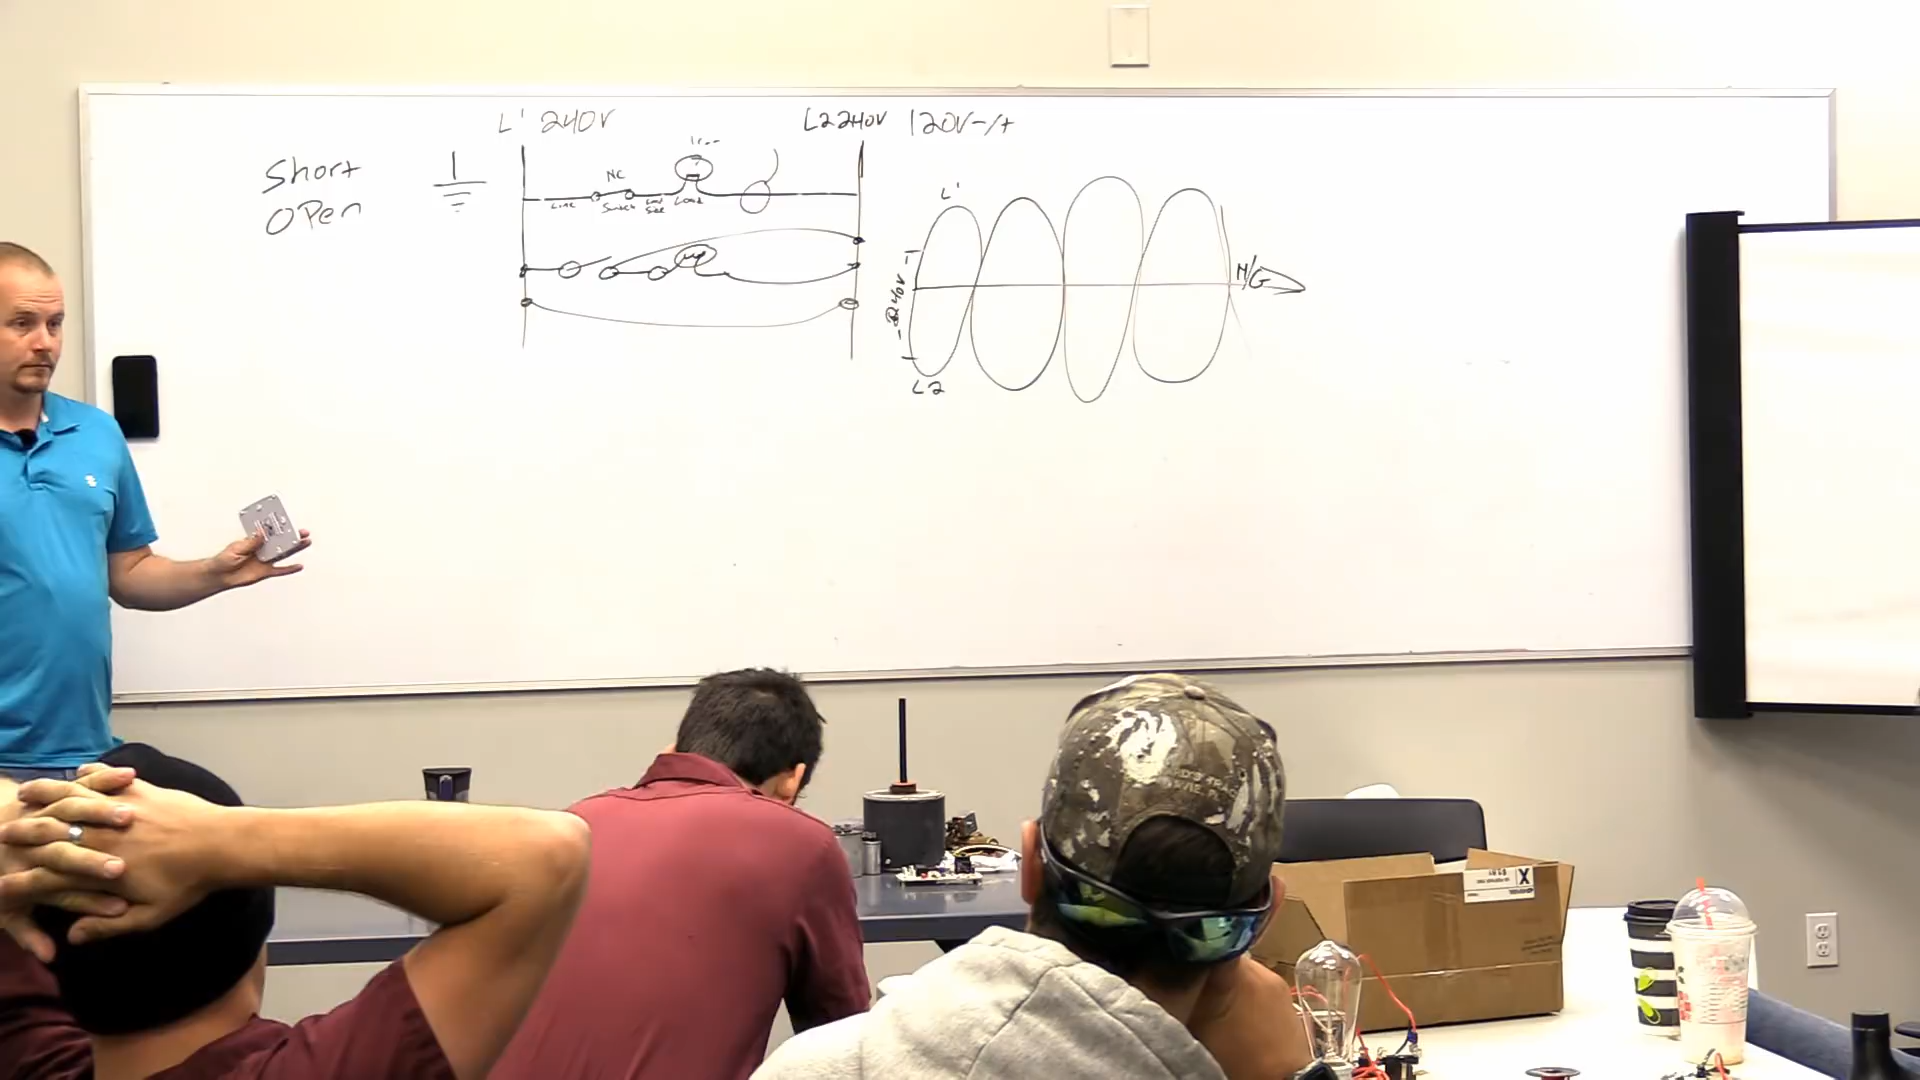 L1 240V
L2 240V 120V-/+
Short
OPen
NC
Line
Switch
Load
L1
240V
N/G
L2
X